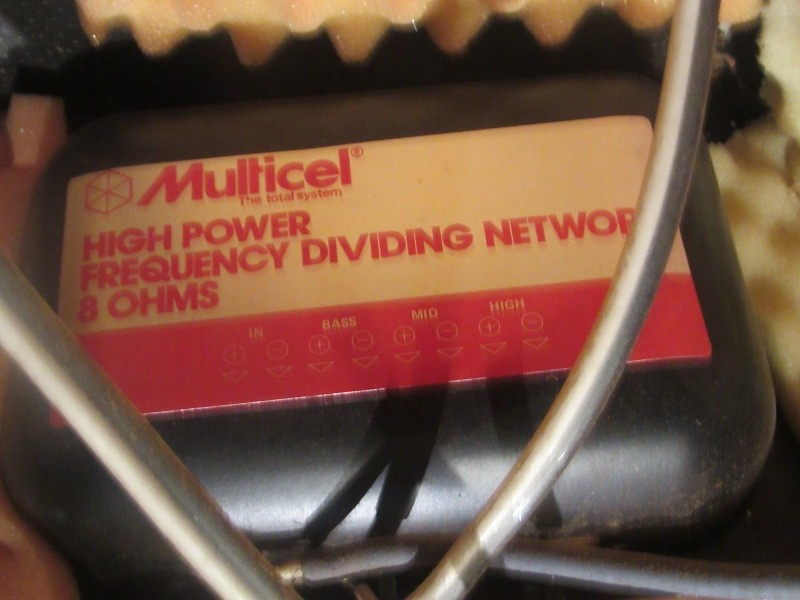 Multicel®
The total system
HIGH POWER
FREQUENCY DIVIDING NETWOR
8 OHMS
IN BASS MID HIGH
+ - + - + - + -